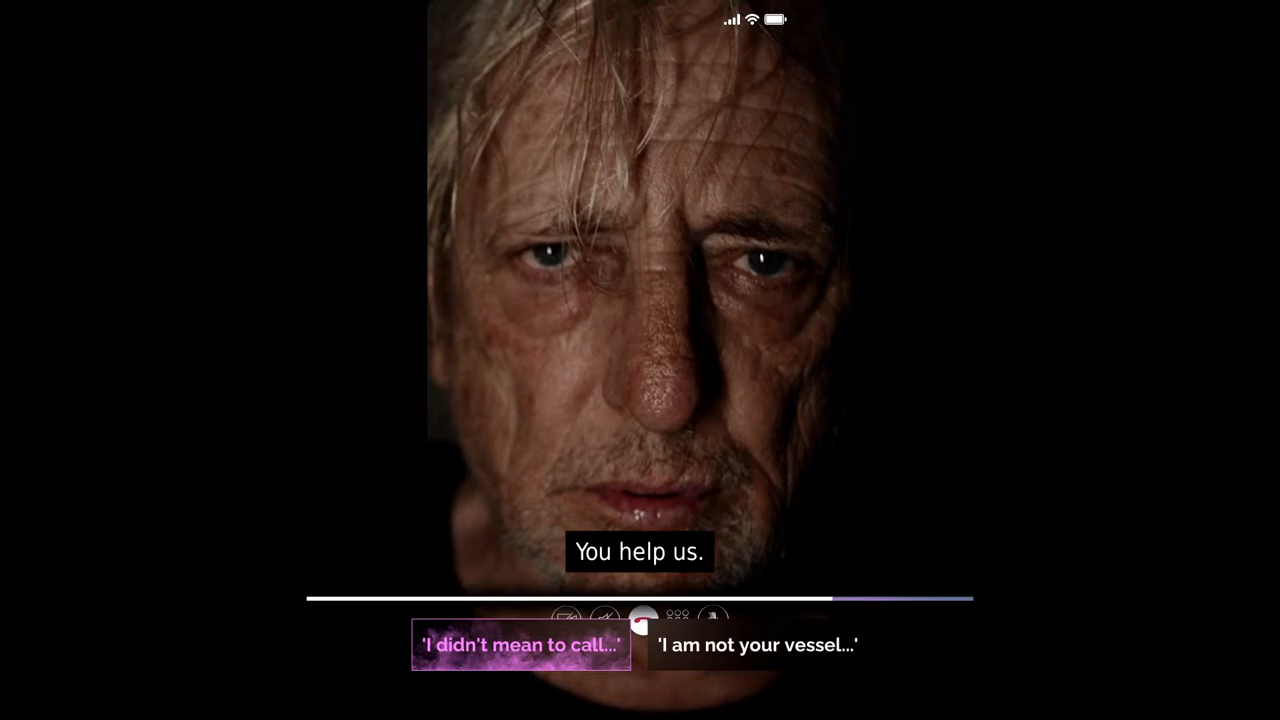 You help us.
'I didn't mean to call...'
'I am not your vessel...'